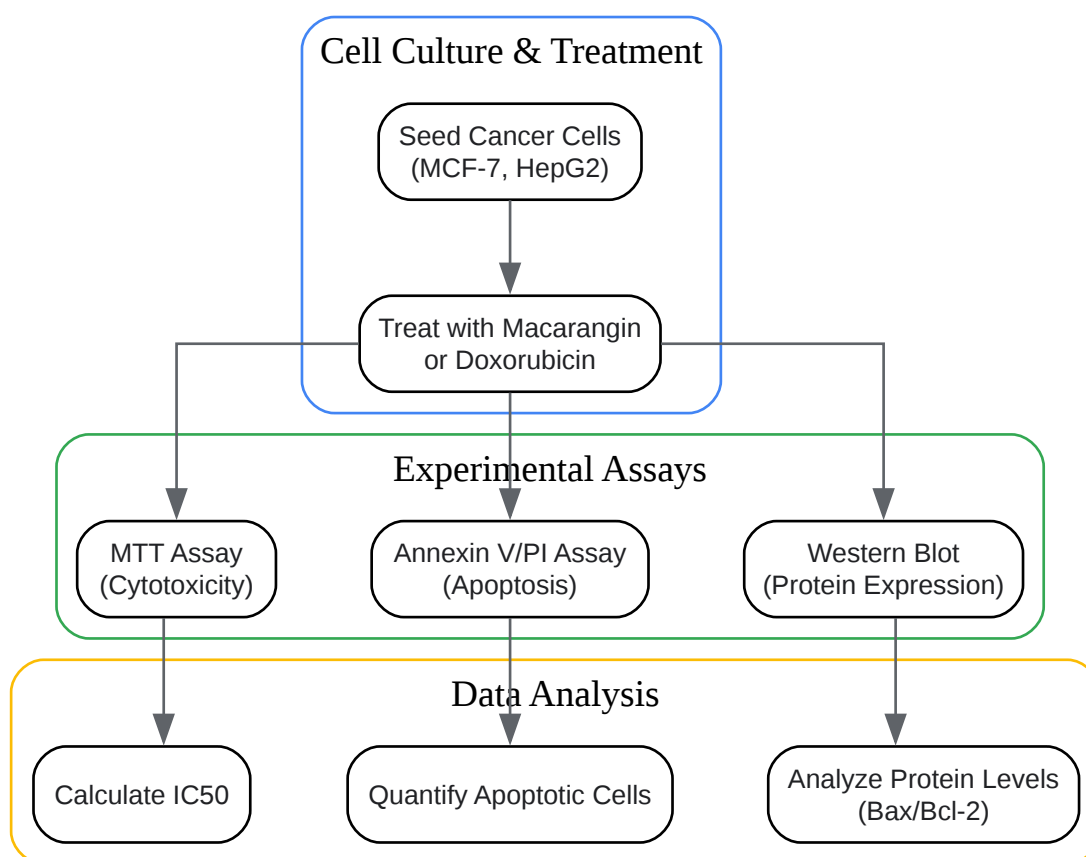 Cell Culture & Treatment
Seed Cancer Cells
(MCF-7, HepG2)
Treat with Macarangin
or Doxorubicin
Experimental Assays
MTT Assay
(Cytotoxicity)
Annexin V/PI Assay
(Apoptosis)
Western Blot
(Protein Expression)
Data Analysis
Calculate IC50
Quantify Apoptotic Cells
Analyze Protein Levels
(Bax/Bcl-2)